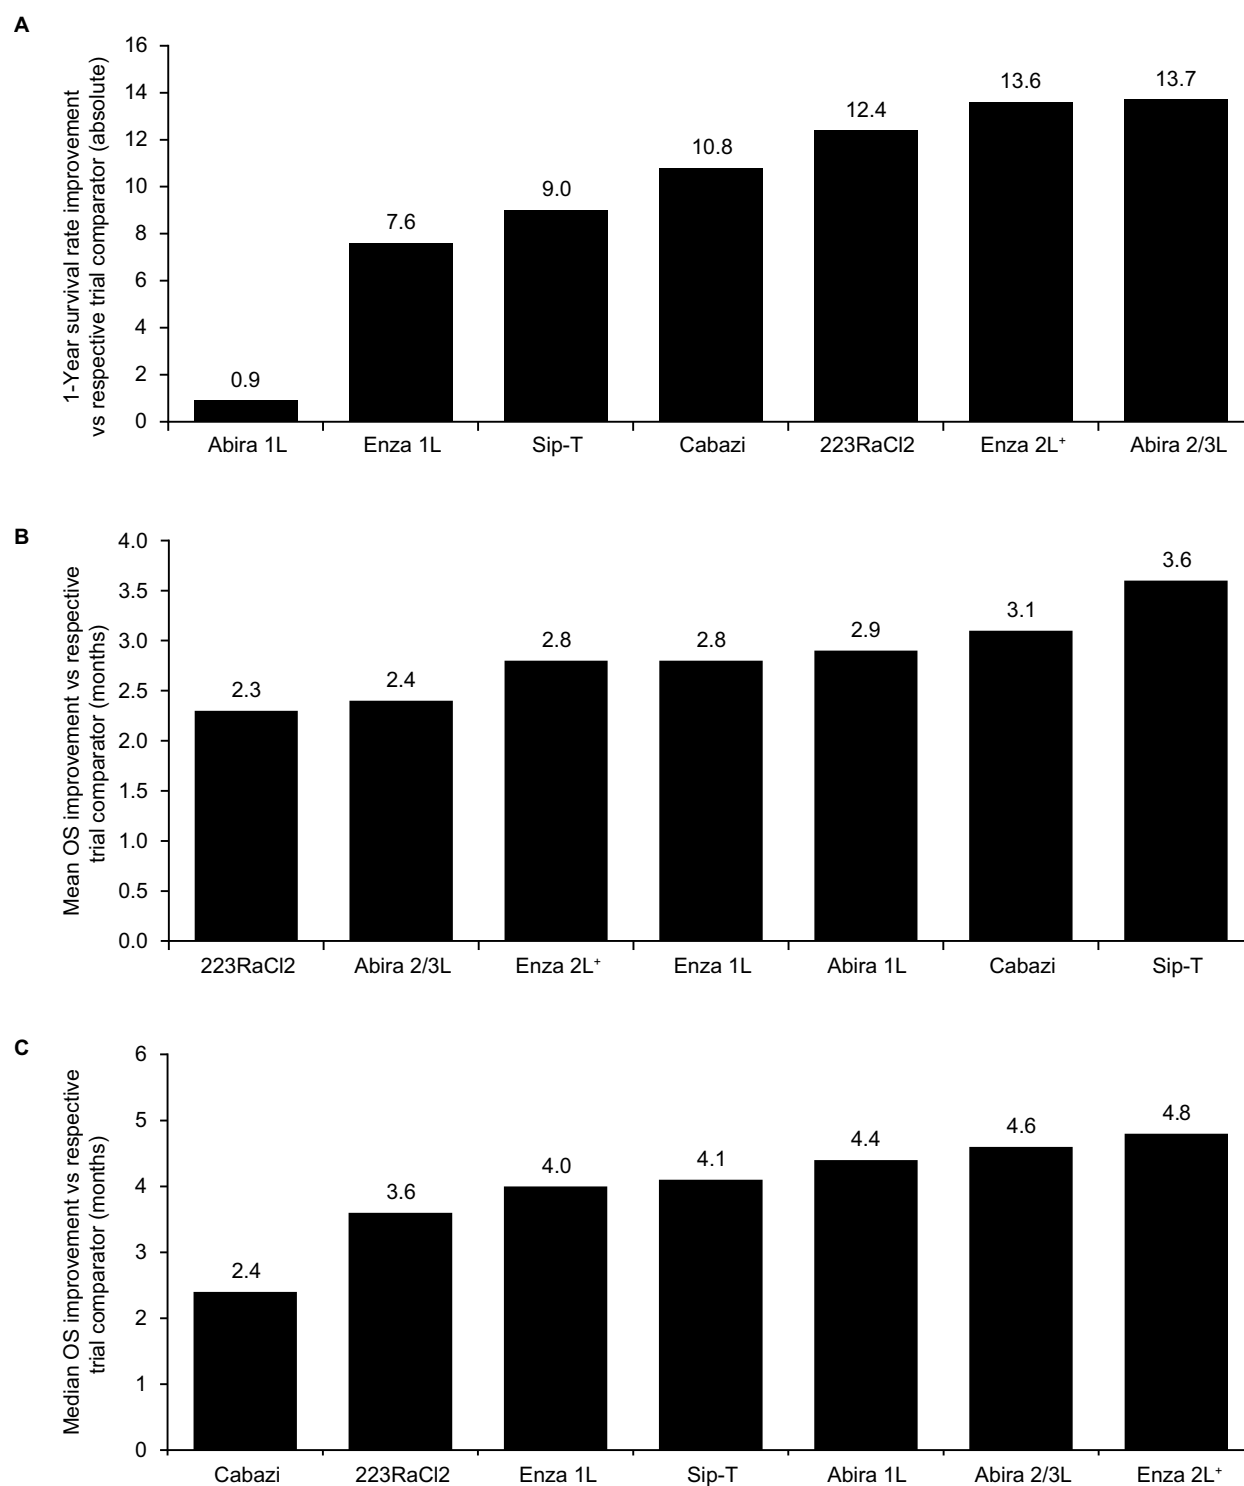 A
1-Year survival rate improvement
vs respective trial comparator (absolute)
16
14
12
10
8
6
4
2
0
0.9
7.6
9.0
10.8
12.4
13.6
13.7
Abira 1L
Enza 1L
Sip-T
Cabazi
223RaCl2
Enza 2L⁺
Abira 2/3L
B
Mean OS improvement vs respective
trial comparator (months)
4.0
3.5
3.0
2.5
2.0
1.5
1.0
0.5
0.0
2.3
2.4
2.8
2.8
2.9
3.1
3.6
223RaCl2
Abira 2/3L
Enza 2L⁺
Enza 1L
Abira 1L
Cabazi
Sip-T
C
Median OS improvement vs respective
trial comparator (months)
6
5
4
3
2
1
0
2.4
3.6
4.0
4.1
4.4
4.6
4.8
Cabazi
223RaCl2
Enza 1L
Sip-T
Abira 1L
Abira 2/3L
Enza 2L⁺